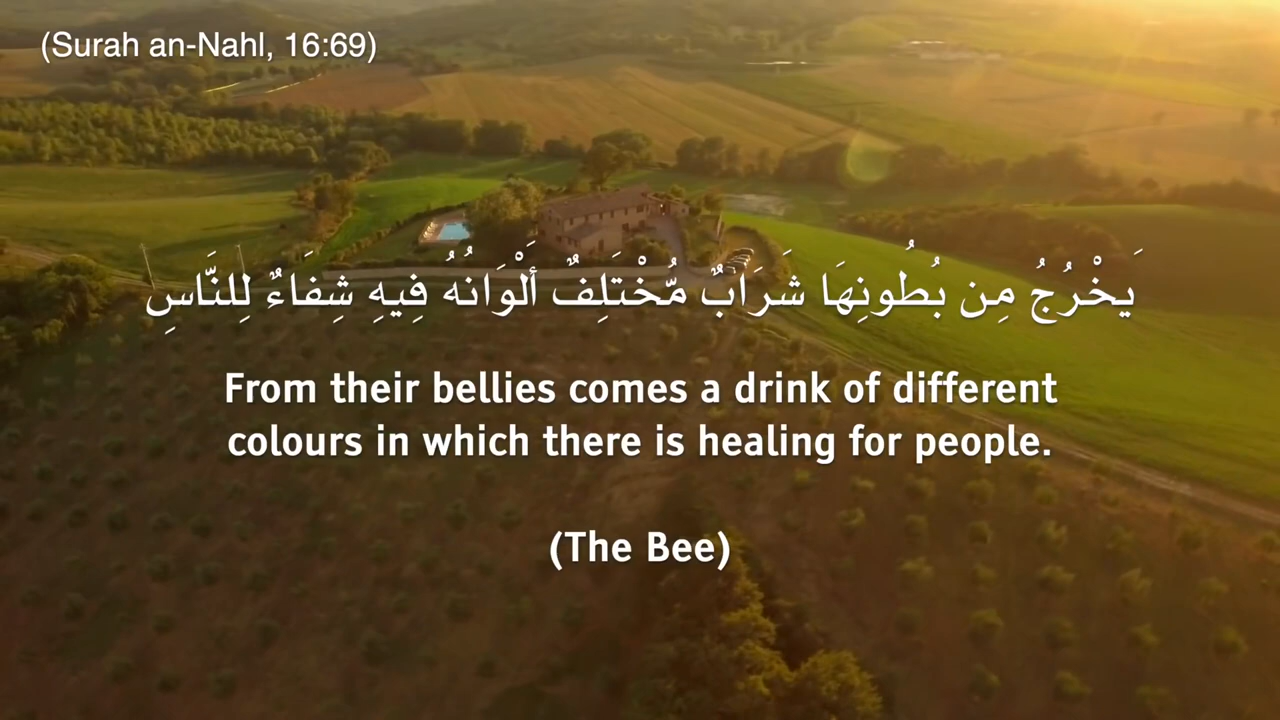 (Surah an-Nahl, 16:69)
يَخْرُجُ مِن بُطُونِهَا شَرَابٌ مُّخْتَلِفٌ أَلْوَانُهُ فِيهِ شِفَاءٌ لِلنَّاسِ
From their bellies comes a drink of different
colours in which there is healing for people.
(The Bee)